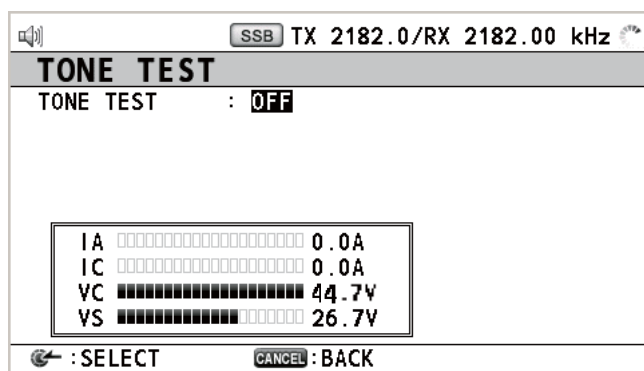 SSB TX 2182.0/RX 2182.00 kHz
TONE TEST
TONE TEST : OFF
IA 0.0A
IC 0.0A
VC 44.7V
VS 26.7V
:SELECT CANCEL:BACK